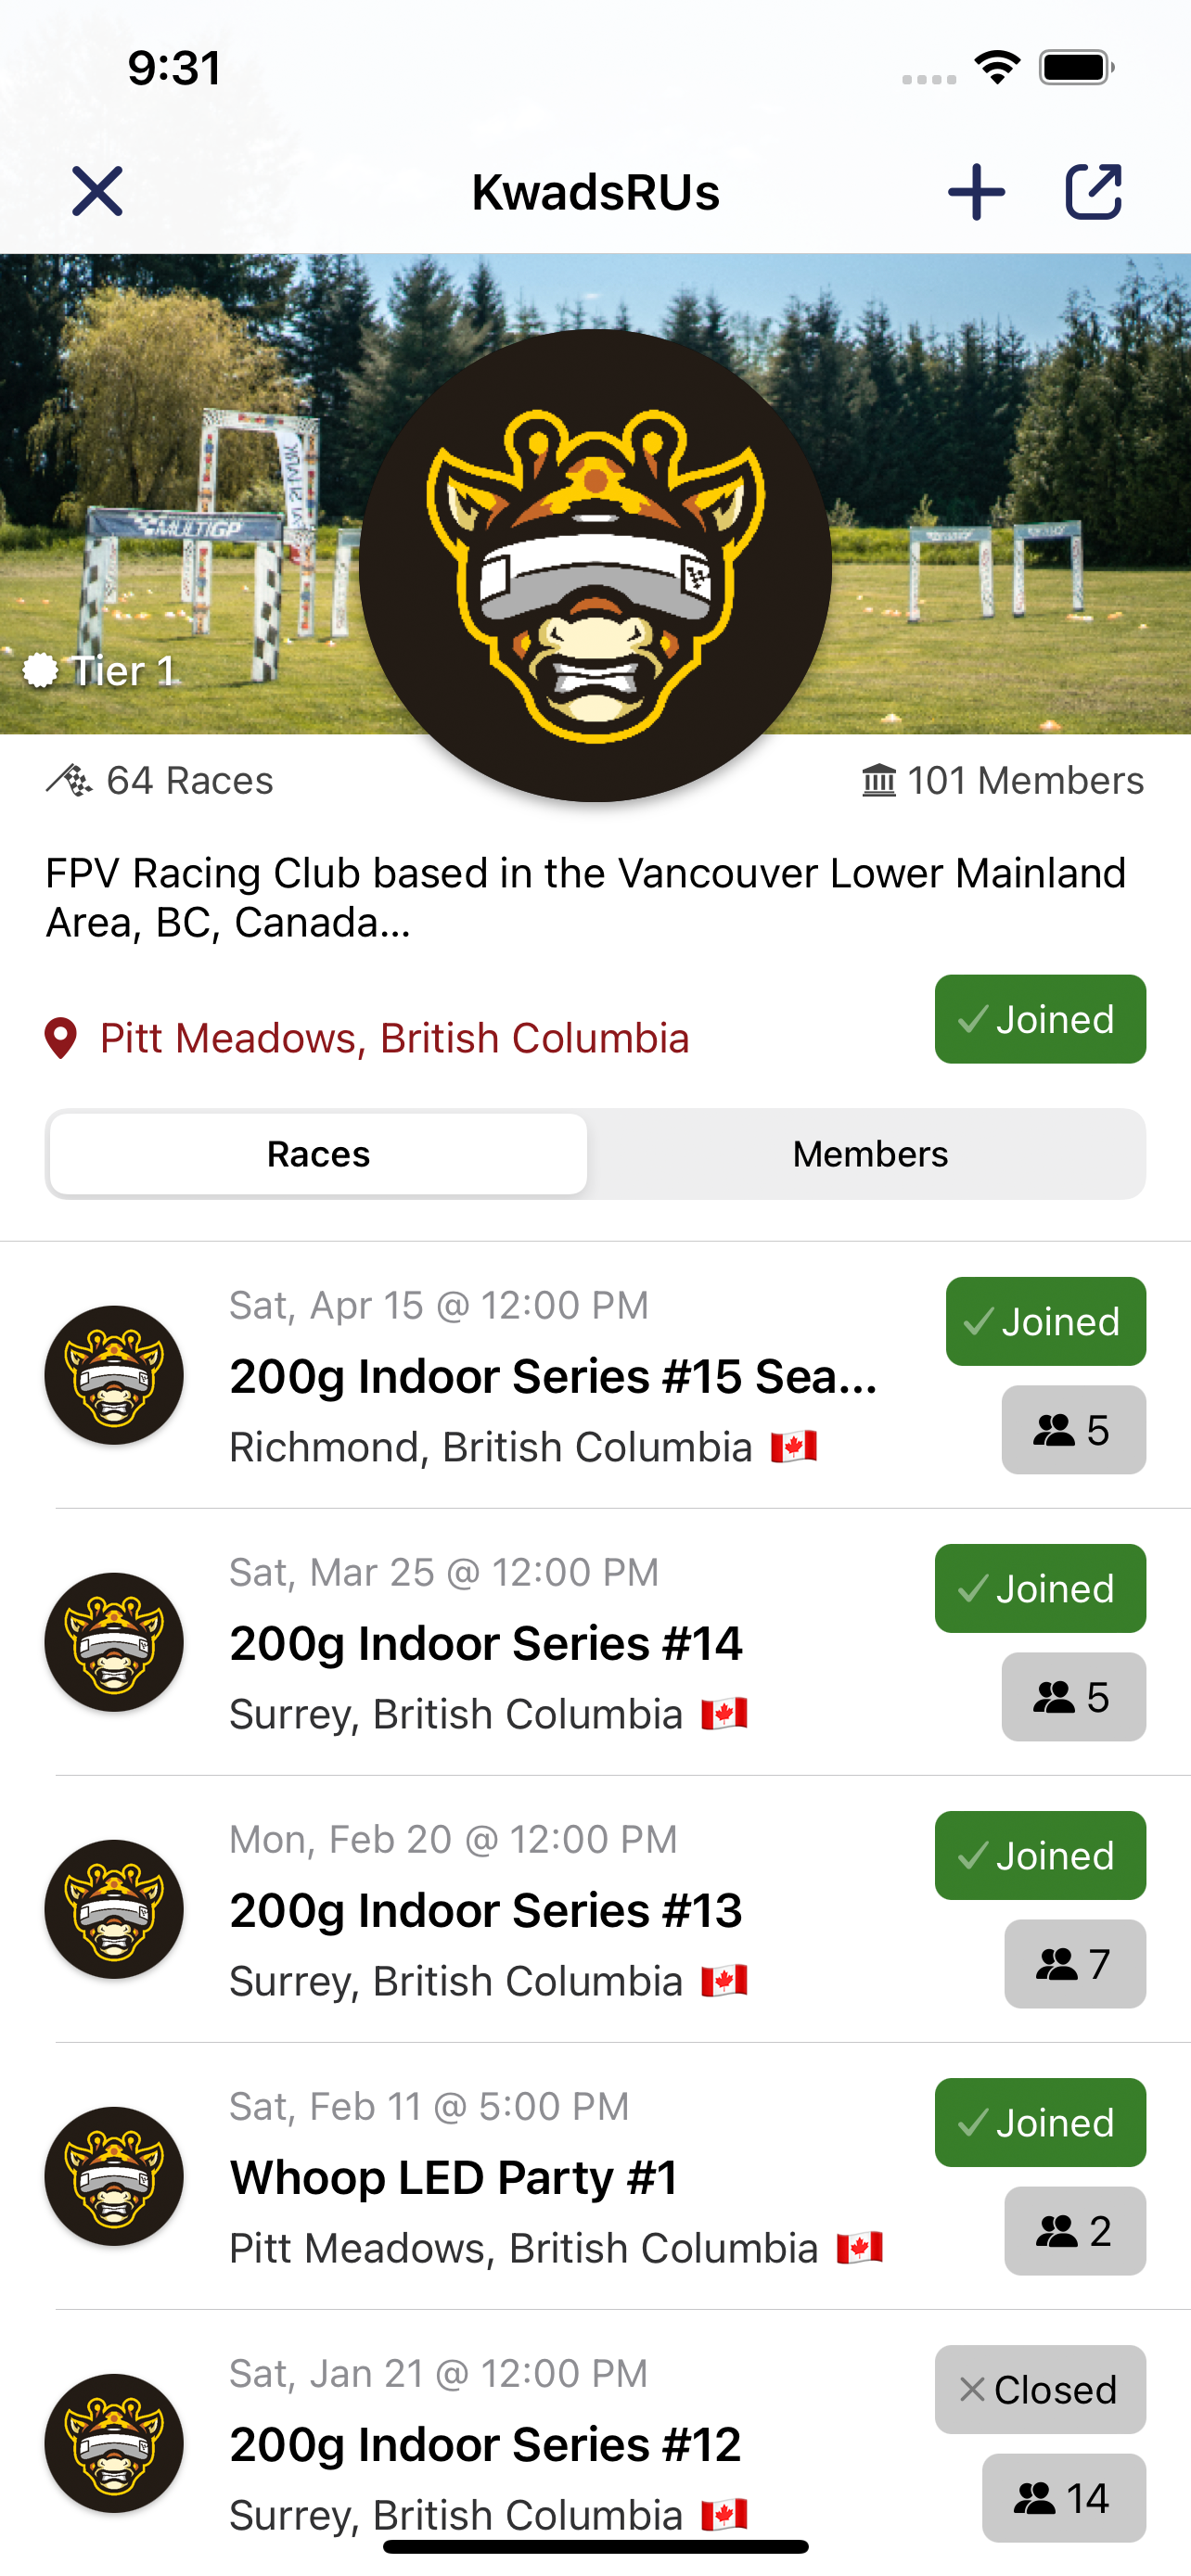 9:31
KwadsRUs
MULTIGP
Tier 1
64 Races
101 Members
FPV Racing Club based in the Vancouver Lower Mainland
Area, BC, Canada...
Pitt Meadows, British Columbia
Joined
Races
Members
Sat, Apr 15 @ 12:00 PM
200g Indoor Series #15 Sea...
Richmond, British Columbia
Joined
5
Sat, Mar 25 @ 12:00 PM
200g Indoor Series #14
Surrey, British Columbia
Joined
5
Mon, Feb 20 @ 12:00 PM
200g Indoor Series #13
Surrey, British Columbia
Joined
7
Sat, Feb 11 @ 5:00 PM
Whoop LED Party #1
Pitt Meadows, British Columbia
Joined
2
Sat, Jan 21 @ 12:00 PM
200g Indoor Series #12
Surrey, British Columbia
Closed
14